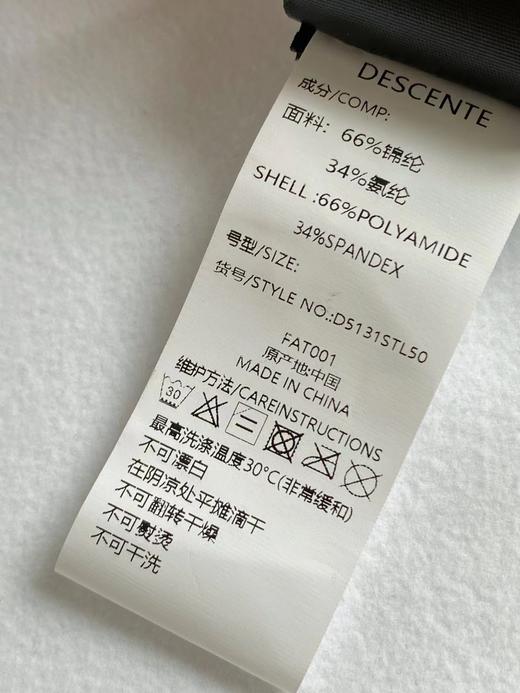 DESCENTE
成分/COMP:
面料: 66%锦纶
34%氨纶
SHELL :66%POLYAMIDE
34%SPANDEX
号型/SIZE:
货号/STYLE NO.:D5131STL50
FAT001
原产地:中国
MADE IN CHINA
维护方法/CAREINSTRUCTIONS
30
最高洗涤温度30°C(非常缓和)
不可漂白
在阴凉处平摊滴干
不可翻转干燥
不可熨烫
不可干洗